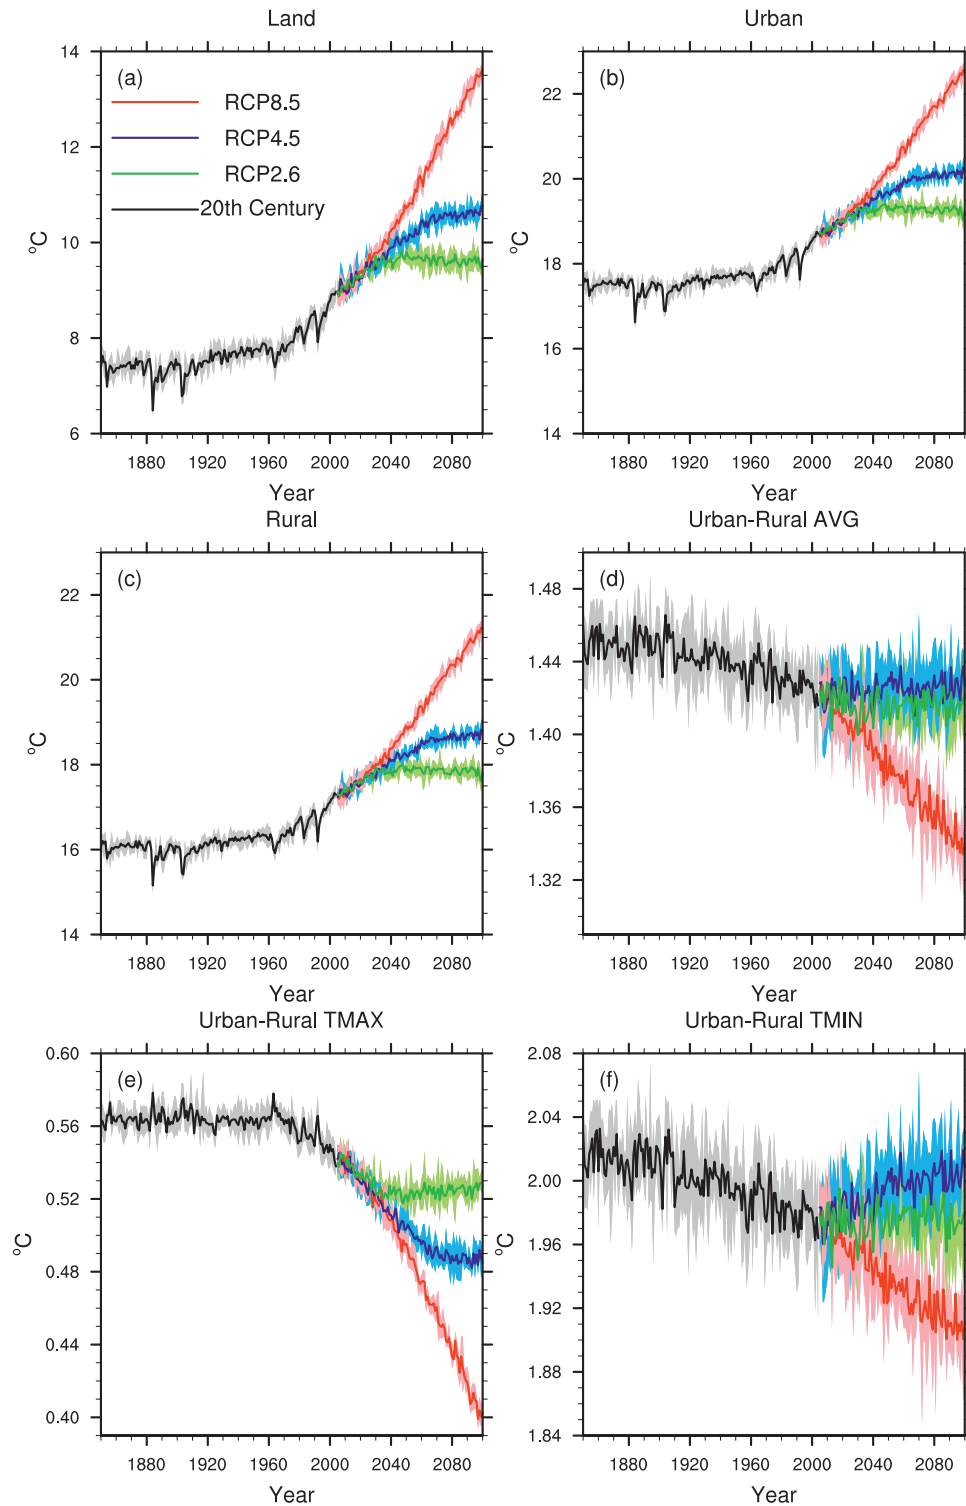 Land
(a)
RCP8.5
RCP4.5
RCP2.6
20th Century
14
12
10
8
6
°C
1880 1920 1960 2000 2040 2080
Year
Urban
(b)
22
20
18
16
14
°C
1880 1920 1960 2000 2040 2080
Year
Rural
(c)
22
20
18
16
14
°C
1880 1920 1960 2000 2040 2080
Year
Urban-Rural AVG
(d)
1.48
1.44
1.40
1.36
1.32
°C
1880 1920 1960 2000 2040 2080
Year
Urban-Rural TMAX
(e)
0.60
0.56
0.52
0.48
0.44
0.40
°C
1880 1920 1960 2000 2040 2080
Year
Urban-Rural TMIN
(f)
2.08
2.04
2.00
1.96
1.92
1.88
1.84
°C
1880 1920 1960 2000 2040 2080
Year